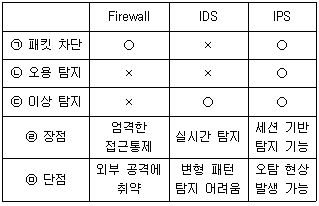 Firewall IDS IPS
㉠ 패킷 차단 ○ × ○
㉡ 오용 탐지 × × ○
㉢ 이상 탐지 × ○ ○
㉣ 장점 엄격한 접근통제 실시간 탐지 세션 기반 탐지 가능
㉤ 단점 외부 공격에 취약 변형 패턴 탐지 어려움 오탐 현상 발생 가능